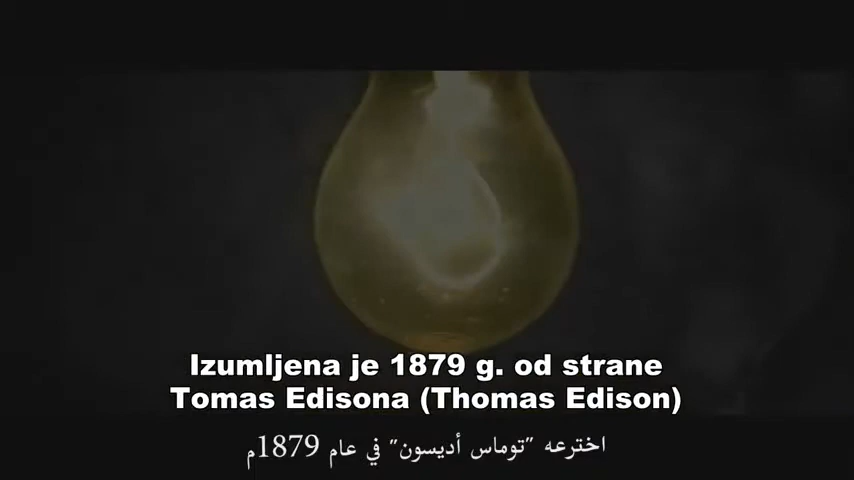 Izumljena je 1879 g. od strane
Tomas Edisona (Thomas Edison)
اخترعه "توماس أديسون" في عام 1879م